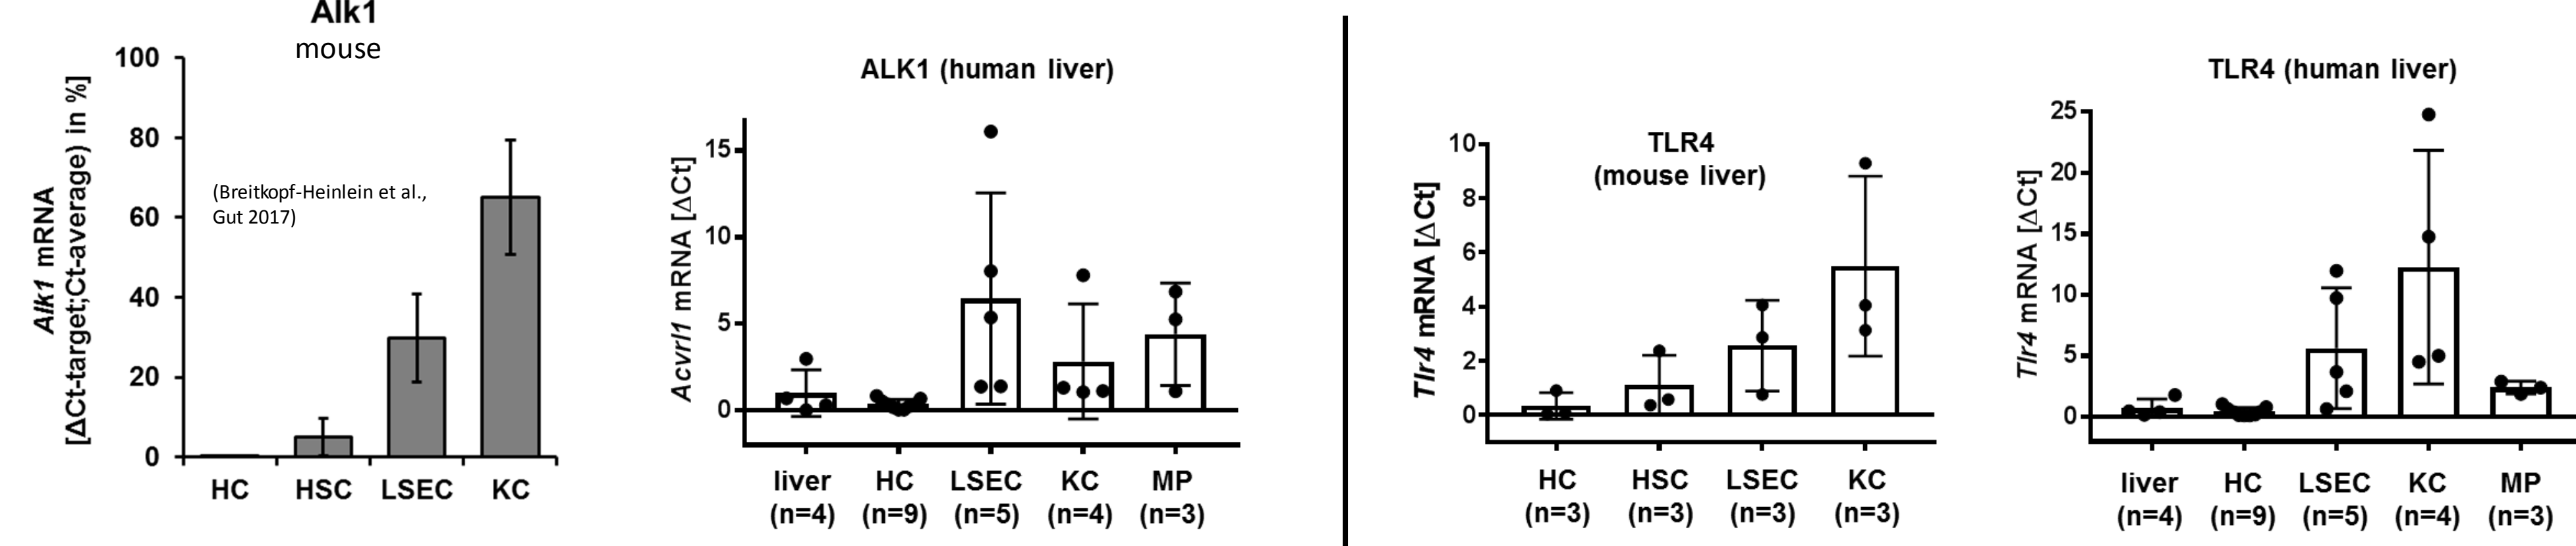 Alk1
mouse
Alk1 mRNA
[ΔCt-target;Ct-average) in %]
100
80
60
40
20
0
(Breitkopf-Heinlein et al.,
Gut 2017)
HC HSC LSEC KC
ALK1 (human liver)
Acvrl1 mRNA [ΔCt]
15
10
5
0
liver HC LSEC KC MP
(n=4) (n=9) (n=5) (n=4) (n=3)
TLR4
(mouse liver)
Tlr4 mRNA [ΔCt]
10
8
6
4
2
0
HC HSC LSEC KC
(n=3) (n=3) (n=3) (n=3)
TLR4 (human liver)
Tlr4 mRNA [ΔCt]
25
20
15
10
5
0
liver HC LSEC KC MP
(n=4) (n=9) (n=5) (n=4) (n=3)